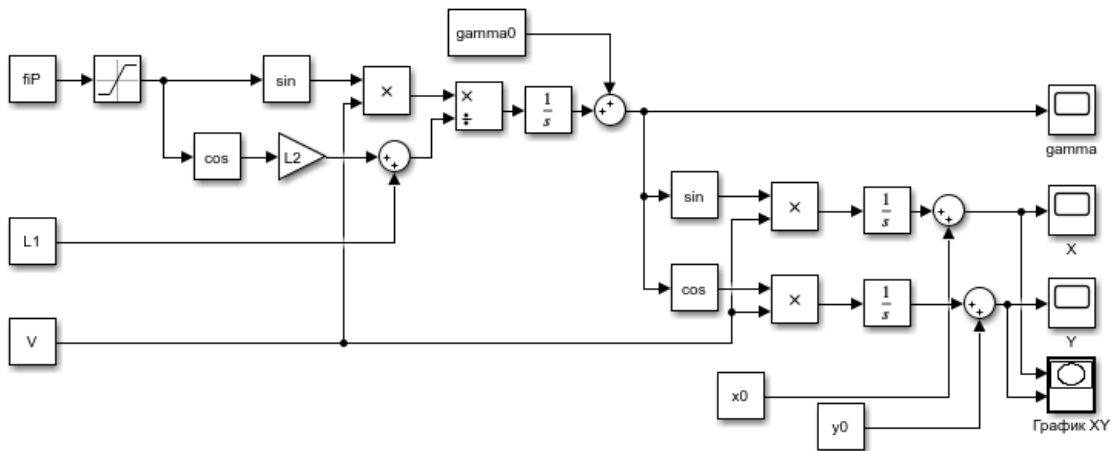 gamma0
fiP
sin
×
×
÷
1
s
gamma
cos
L2
L1
sin
×
1
s
X
cos
×
1
s
V
Y
x0
y0
График XY